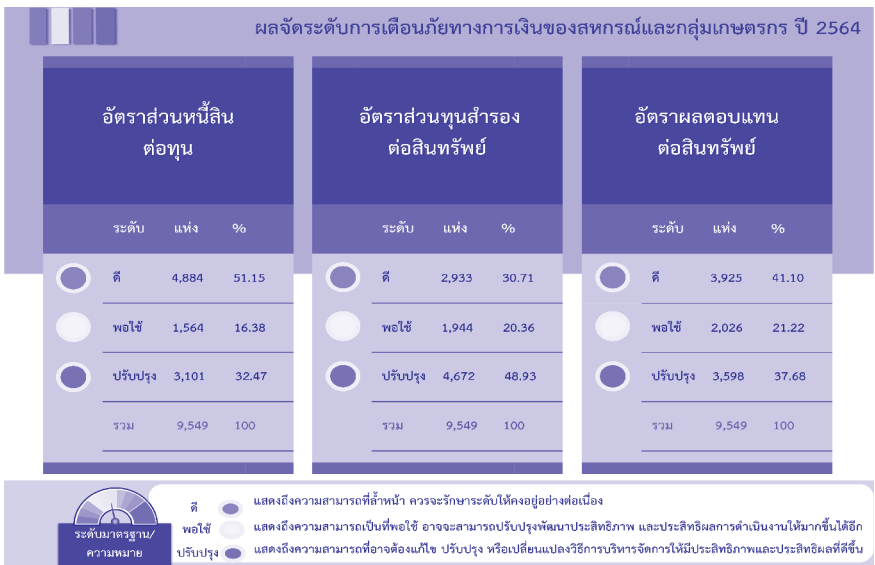 ผลจัดระดับการเตือนภัยทางการเงินของสหกรณ์และกลุ่มเกษตรกร ปี 2564
อัตราส่วนหนี้สิน
ต่อทุน
ระดับ แห่ง %
ดี 4,884 51.15
พอใช้ 1,564 16.38
ปรับปรุง 3,101 32.47
รวม 9,549 100
อัตราส่วนทุนสำรอง
ต่อสินทรัพย์
ระดับ แห่ง %
ดี 2,933 30.71
พอใช้ 1,944 20.36
ปรับปรุง 4,672 48.93
รวม 9,549 100
อัตราผลตอบแทน
ต่อสินทรัพย์
ระดับ แห่ง %
ดี 3,925 41.10
พอใช้ 2,026 21.22
ปรับปรุง 3,598 37.68
รวม 9,549 100
ระดับมาตรฐาน/
ความหมาย
ดี แสดงถึงความสามารถที่ล้ำหน้า ควรจะรักษาระดับให้คงอยู่อย่างต่อเนื่อง
พอใช้ แสดงถึงความสามารถเป็นที่พอใช้ อาจจะสามารถปรับปรุงพัฒนาประสิทธิภาพ และประสิทธิผลการดำเนินงานให้มากขึ้นได้อีก
ปรับปรุง แสดงถึงความสามารถที่อาจต้องแก้ไข ปรับปรุง หรือเปลี่ยนแปลงวิธีการบริหารจัดการให้มีประสิทธิภาพและประสิทธิผลที่ดีขึ้น